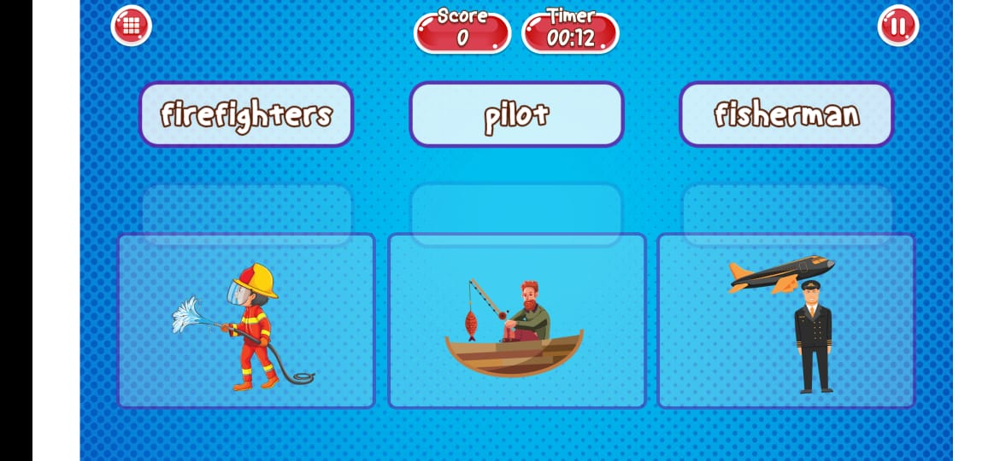 Score
0
Timer
00:12
firefighters
pilot
fisherman